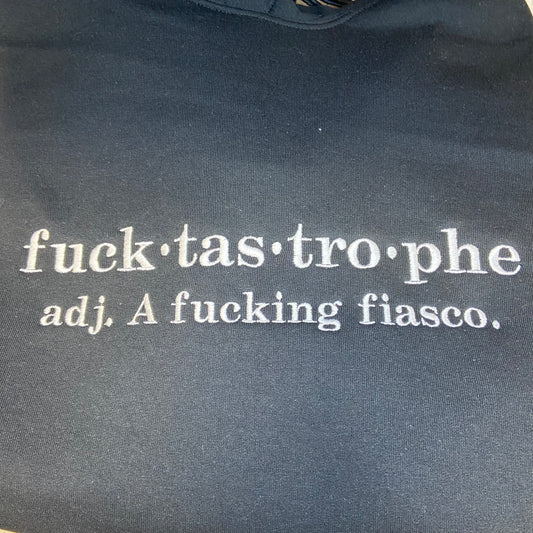 fuck•tas•tro•phe
adj. A fucking fiasco.